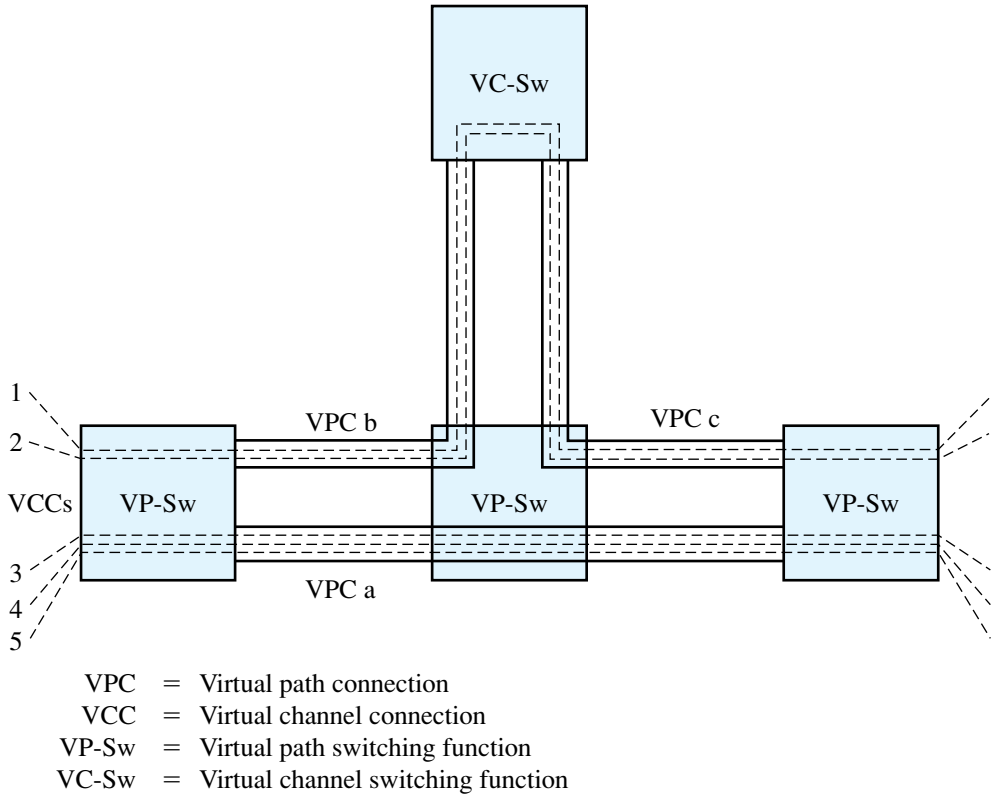 VC-Sw
1
VPC b
VPC c
2
VCCs
VP-Sw
VP-Sw
VP-Sw
3
VPC a
4
5
VPC = Virtual path connection
VCC = Virtual channel connection
VP-Sw = Virtual path switching function
VC-Sw = Virtual channel switching function